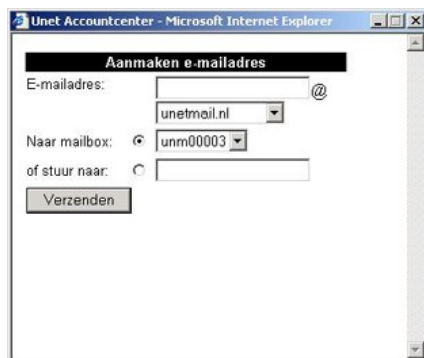 Unet Accountcenter - Microsoft Internet Explorer
Aanmaken e-mailadres
E-mailadres: @
unetmail.nl
Naar mailbox: unm00003
of stuur naar:
Verzenden